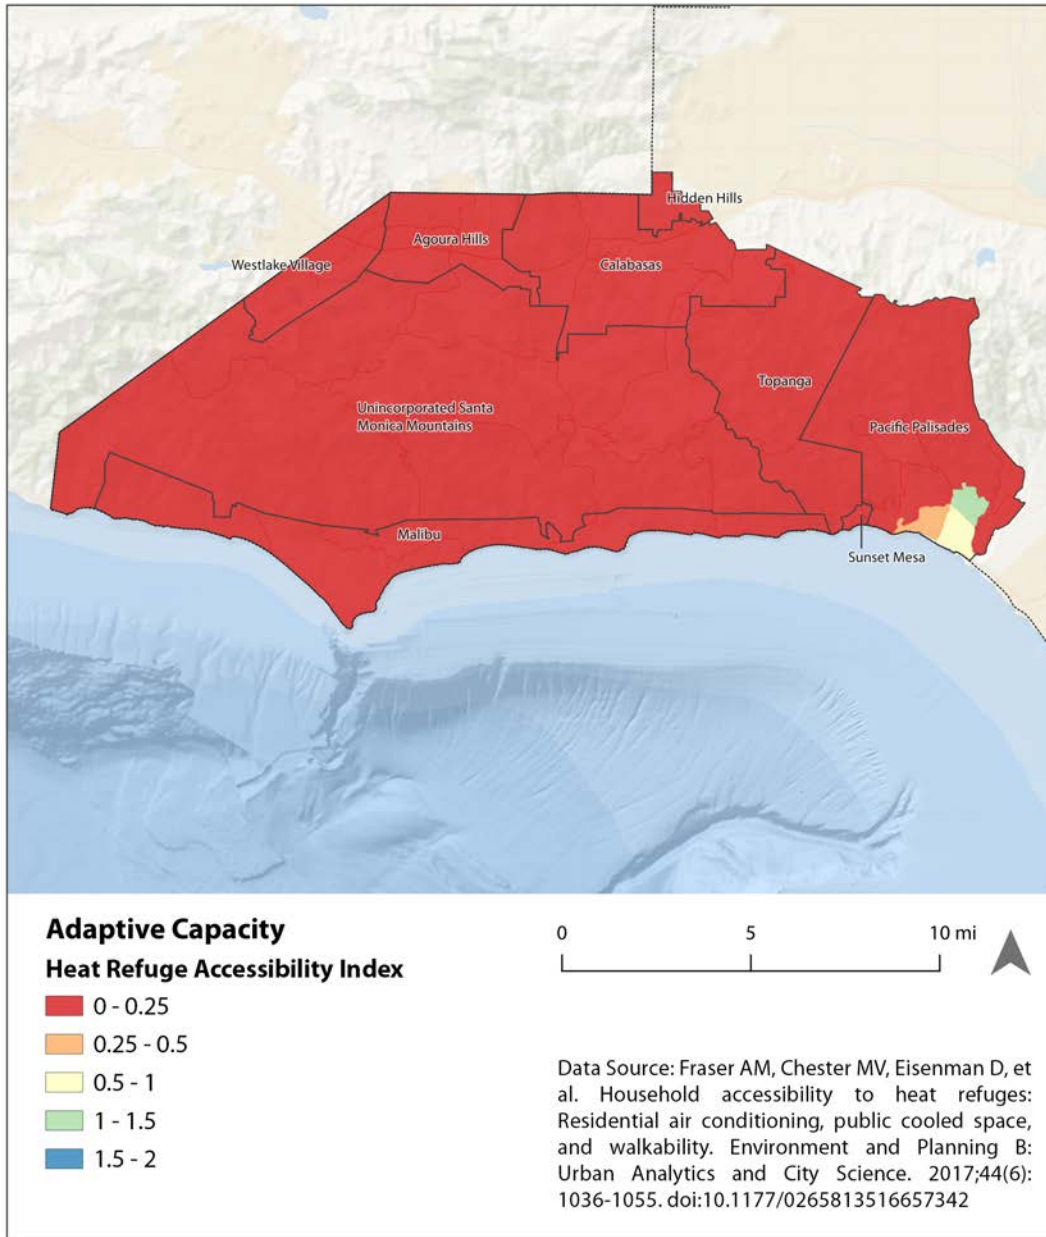 Hidden Hills
Agoura Hills
Westlake Village
Calabasas
Topanga
Unincorporated Santa
Monica Mountains
Pacific Palisades
Malibu
Sunset Mesa
Adaptive Capacity
Heat Refuge Accessibility Index
0 - 0.25
0.25 - 0.5
0.5 - 1
1 - 1.5
1.5 - 2
0 5 10 mi
Data Source: Fraser AM, Chester MV, Eisenman D, et
al. Household accessibility to heat refuges:
Residential air conditioning, public cooled space,
and walkability. Environment and Planning B:
Urban Analytics and City Science. 2017;44(6):
1036-1055. doi:10.1177/0265813516657342